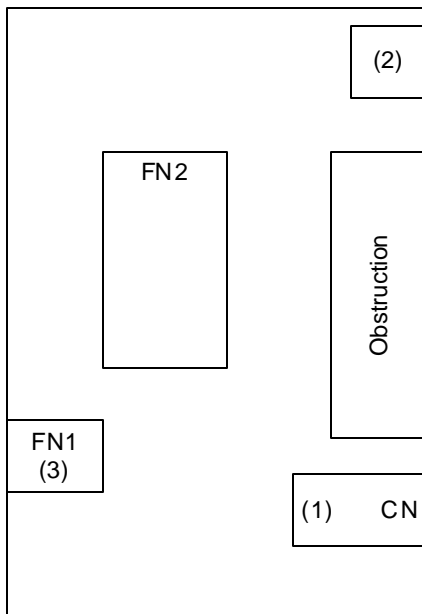 (2)
FN2
Obstruction
FN1
(3)
(1) CN